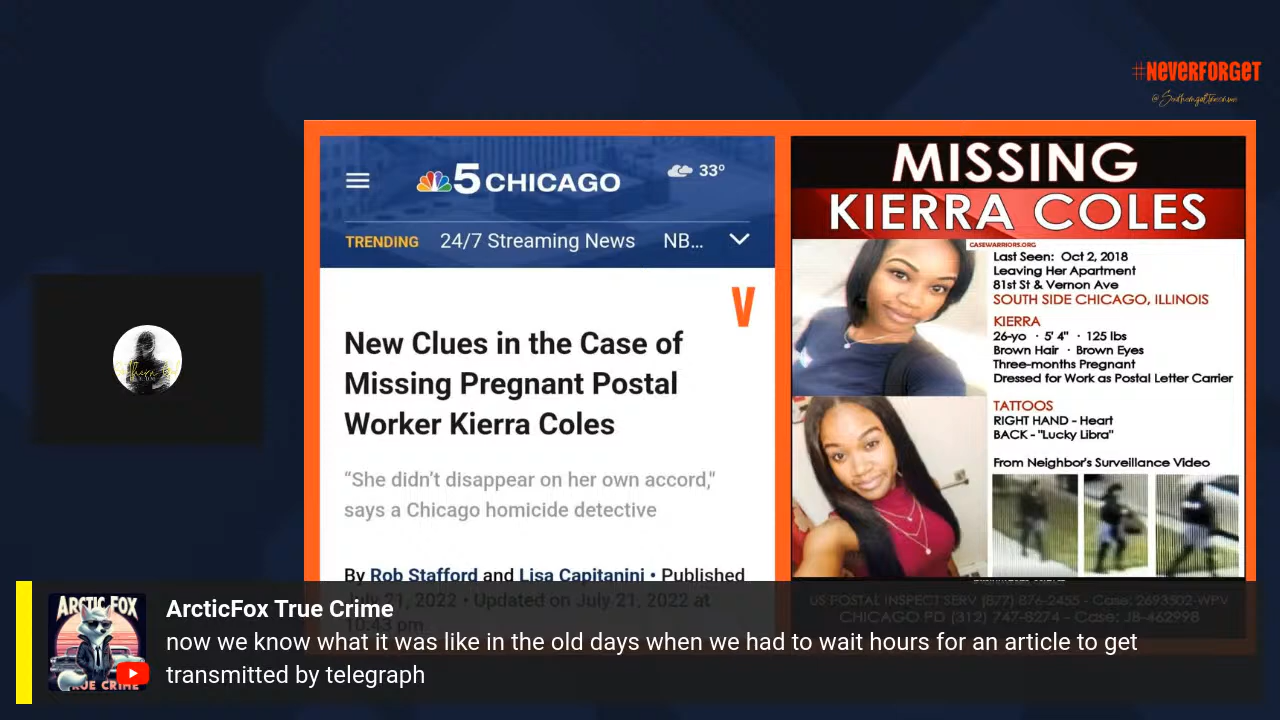 #NEVERFORGET
@Southerngaltruecrime
5 CHICAGO
33°
TRENDING 24/7 Streaming News NB...
V
New Clues in the Case of
Missing Pregnant Postal
Worker Kierra Coles
“She didn’t disappear on her own accord,"
says a Chicago homicide detective
By Rob Stafford and Lisa Capitanini • Published
July 21, 2022 • Updated on July 21, 2022 at
10:43 pm
MISSING
KIERRA COLES
CASEWARRIORS.ORG
Last Seen: Oct 2, 2018
Leaving Her Apartment
81st St & Vernon Ave
SOUTH SIDE CHICAGO, ILLINOIS
KIERRA
26-yo · 5' 4" · 125 lbs
Brown Hair · Brown Eyes
Three-months Pregnant
Dressed for Work as Postal Letter Carrier
TATTOOS
RIGHT HAND - Heart
BACK - "Lucky Libra"
From Neighbor's Surveillance Video
US POSTAL INSPECT SERV (877) 876-2455 - Case: 2693502-WPV
CHICAGO PD (312) 747-8274 - Case: JB-462998
ARCTIC FOX
TRUE CRIME
ArcticFox True Crime
now we know what it was like in the old days when we had to wait hours for an article to get
transmitted by telegraph